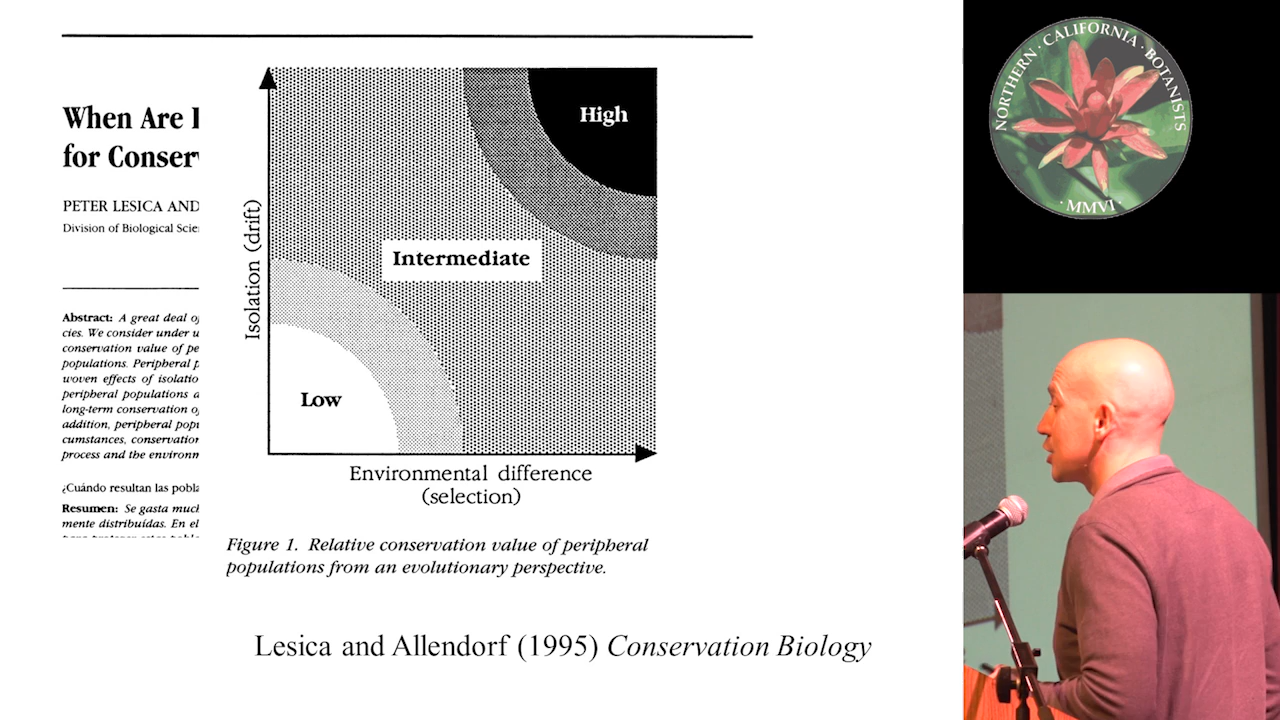 When Are
for Conser
PETER LESICA AND
Division of Biological Scie
Abstract: A great deal
cies. We consider under u
conservation value of pe
populations. Peripheral p
woven effects of isolatio
peripheral populations a
long-term conservation
addition, peripheral popu
cumstances, conservation
process and the environm
¿Cuándo resultan las pobla
Resumen: Se gasta much
mente distribuídas. En el
High
Intermediate
Low
Isolation (drift)
Environmental difference
(selection)
Figure 1. Relative conservation value of peripheral
populations from an evolutionary perspective.
Lesica and Allendorf (1995) Conservation Biology
NORTHERN · CALIFORNIA · BOTANISTS
· MMVI ·